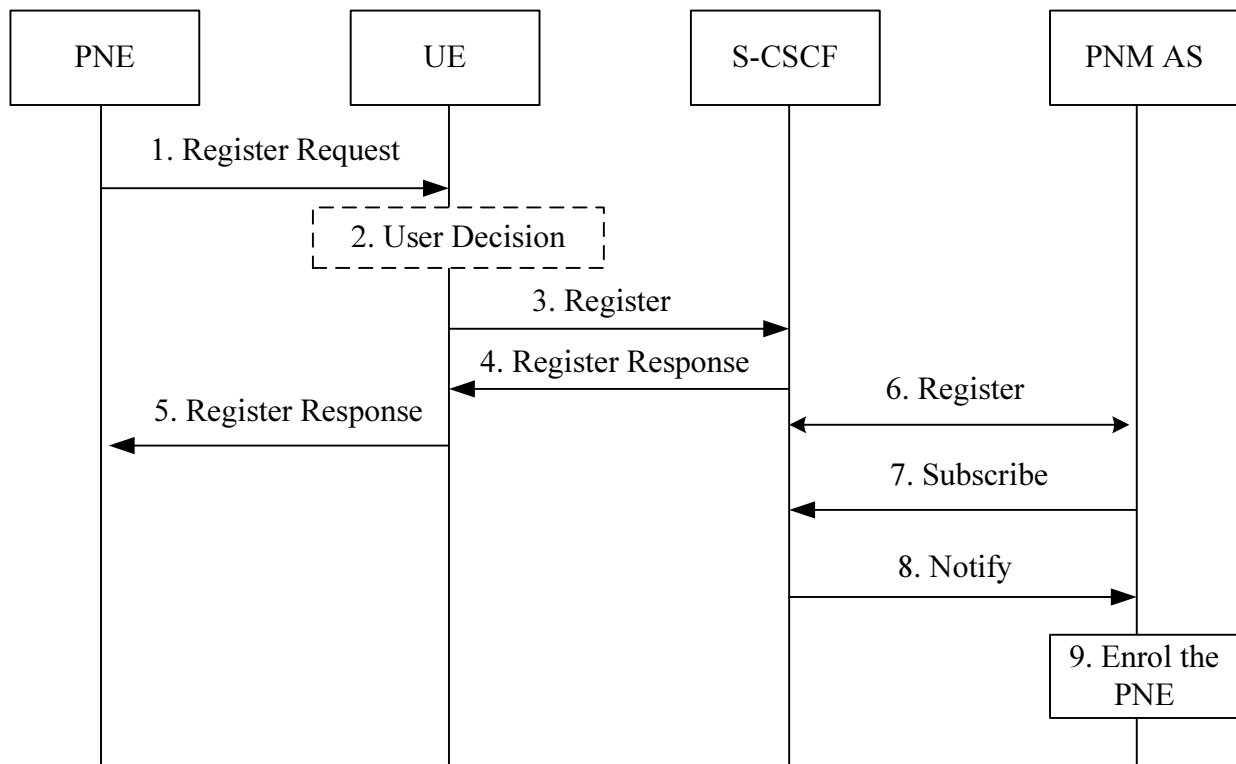 PNE
UE
S-CSCF
PNM AS
1. Register Request
2. User Decision
3. Register
4. Register Response
5. Register Response
6. Register
7. Subscribe
8. Notify
9. Enrol the
PNE